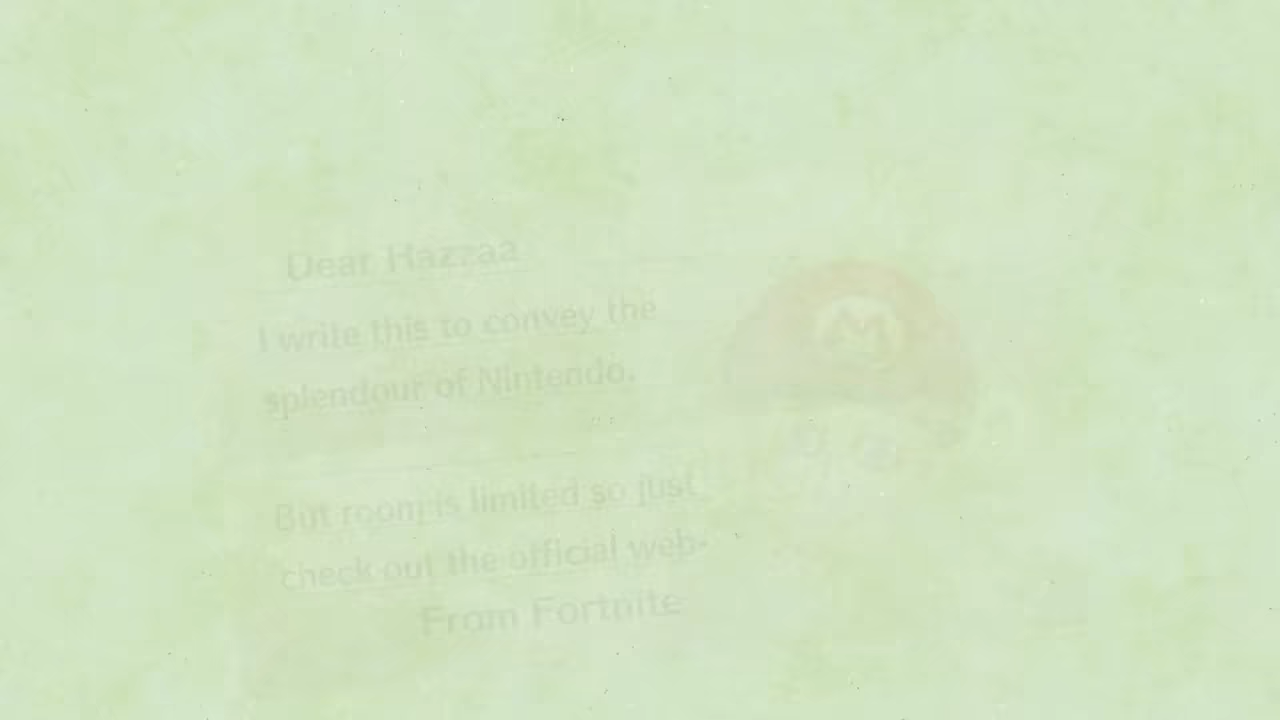 Dear Hazzaa
I write this to convey the
splendour of Nintendo.
But room is limited so just
check out the official web-
From Fortnite
M